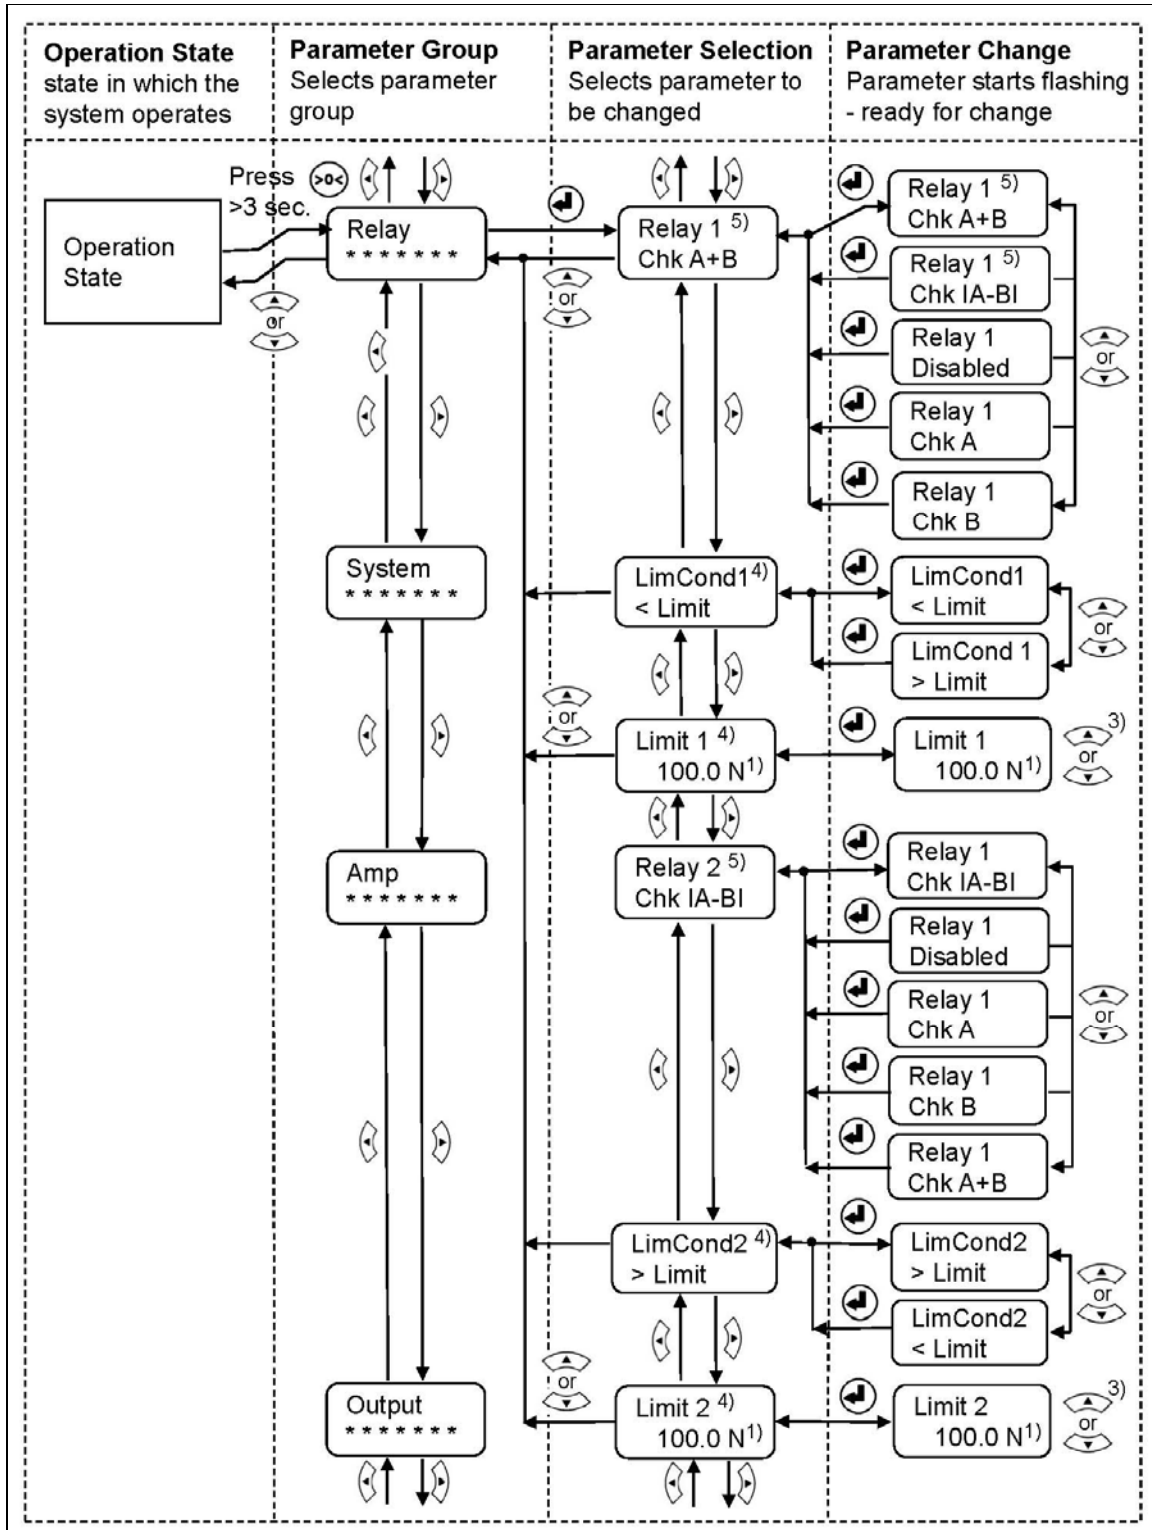 Operation State
state in which the
system operates
Parameter Group
Selects parameter
group
Parameter Selection
Selects parameter to
be changed
Parameter Change
Parameter starts flashing
- ready for change
Press >0<
>3 sec.
Operation
State
or
Relay
*******
or
System
*******
Amp
*******
Output
*******
Relay 1 5)
Chk A+B
LimCond1 4)
< Limit
or
Limit 1 4)
100.0 N1)
Relay 2 5)
Chk IA-BI
LimCond2 4)
> Limit
or
Limit 2 4)
100.0 N1)
Relay 1 5)
Chk A+B
Relay 1 5)
Chk IA-BI
Relay 1
Disabled
or
Relay 1
Chk A
Relay 1
Chk B
LimCond1
< Limit
or
LimCond 1
> Limit
Limit 1
100.0 N1)
3)
or
Relay 1
Chk IA-BI
Relay 1
Disabled
Relay 1
Chk A
or
Relay 1
Chk B
Relay 1
Chk A+B
LimCond2
> Limit
or
LimCond2
< Limit
Limit 2
100.0 N1)
3)
or